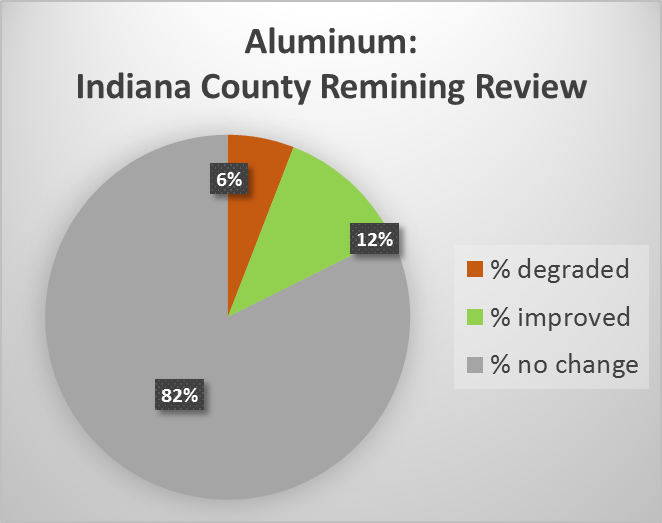 Aluminum:
Indiana County Remining Review
6%
12%
82%
% degraded
% improved
% no change